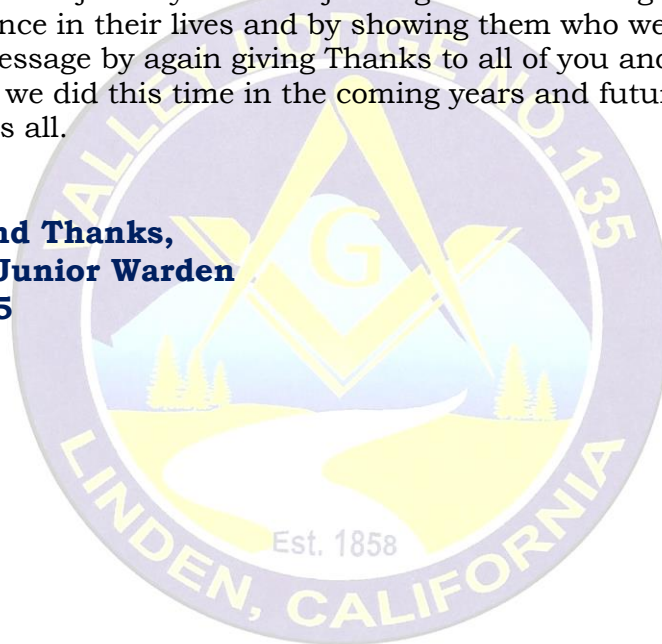 nce in their lives and by showing them who we
essage by again giving Thanks to all of you and
we did this time in the coming years and futur
s all.
nd Thanks,
Junior Warden
5
VALLEY LODGE NO.135
G
Est. 1858
LINDEN, CALIFORNIA